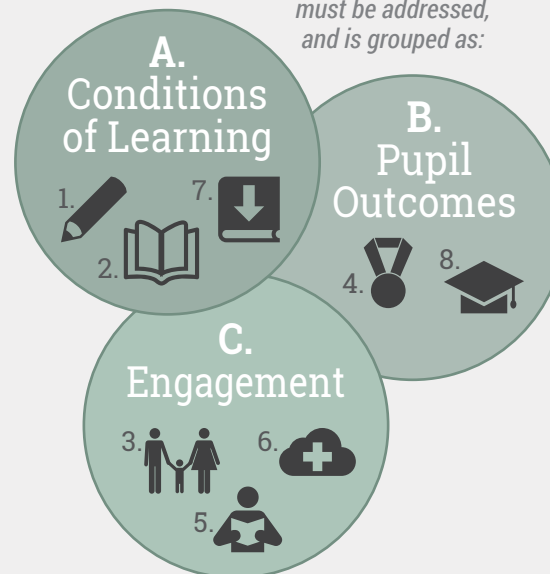 must be addressed,
and is grouped as:
A.
Conditions
of Learning
1.
7.
2.
B.
Pupil
Outcomes
4.
8.
C.
Engagement
3.
6.
5.